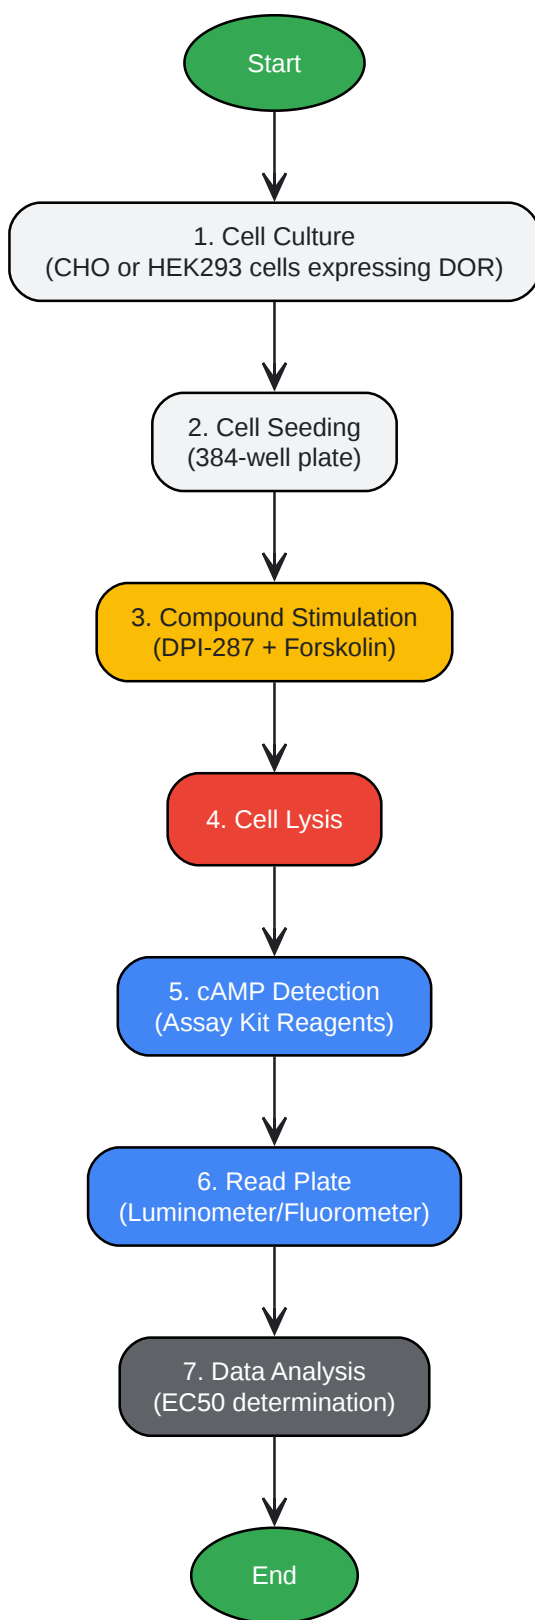 Start
1. Cell Culture
(CHO or HEK293 cells expressing DOR)
2. Cell Seeding
(384-well plate)
3. Compound Stimulation
(DPI-287 + Forskolin)
4. Cell Lysis
5. cAMP Detection
(Assay Kit Reagents)
6. Read Plate
(Luminometer/Fluorometer)
7. Data Analysis
(EC50 determination)
End